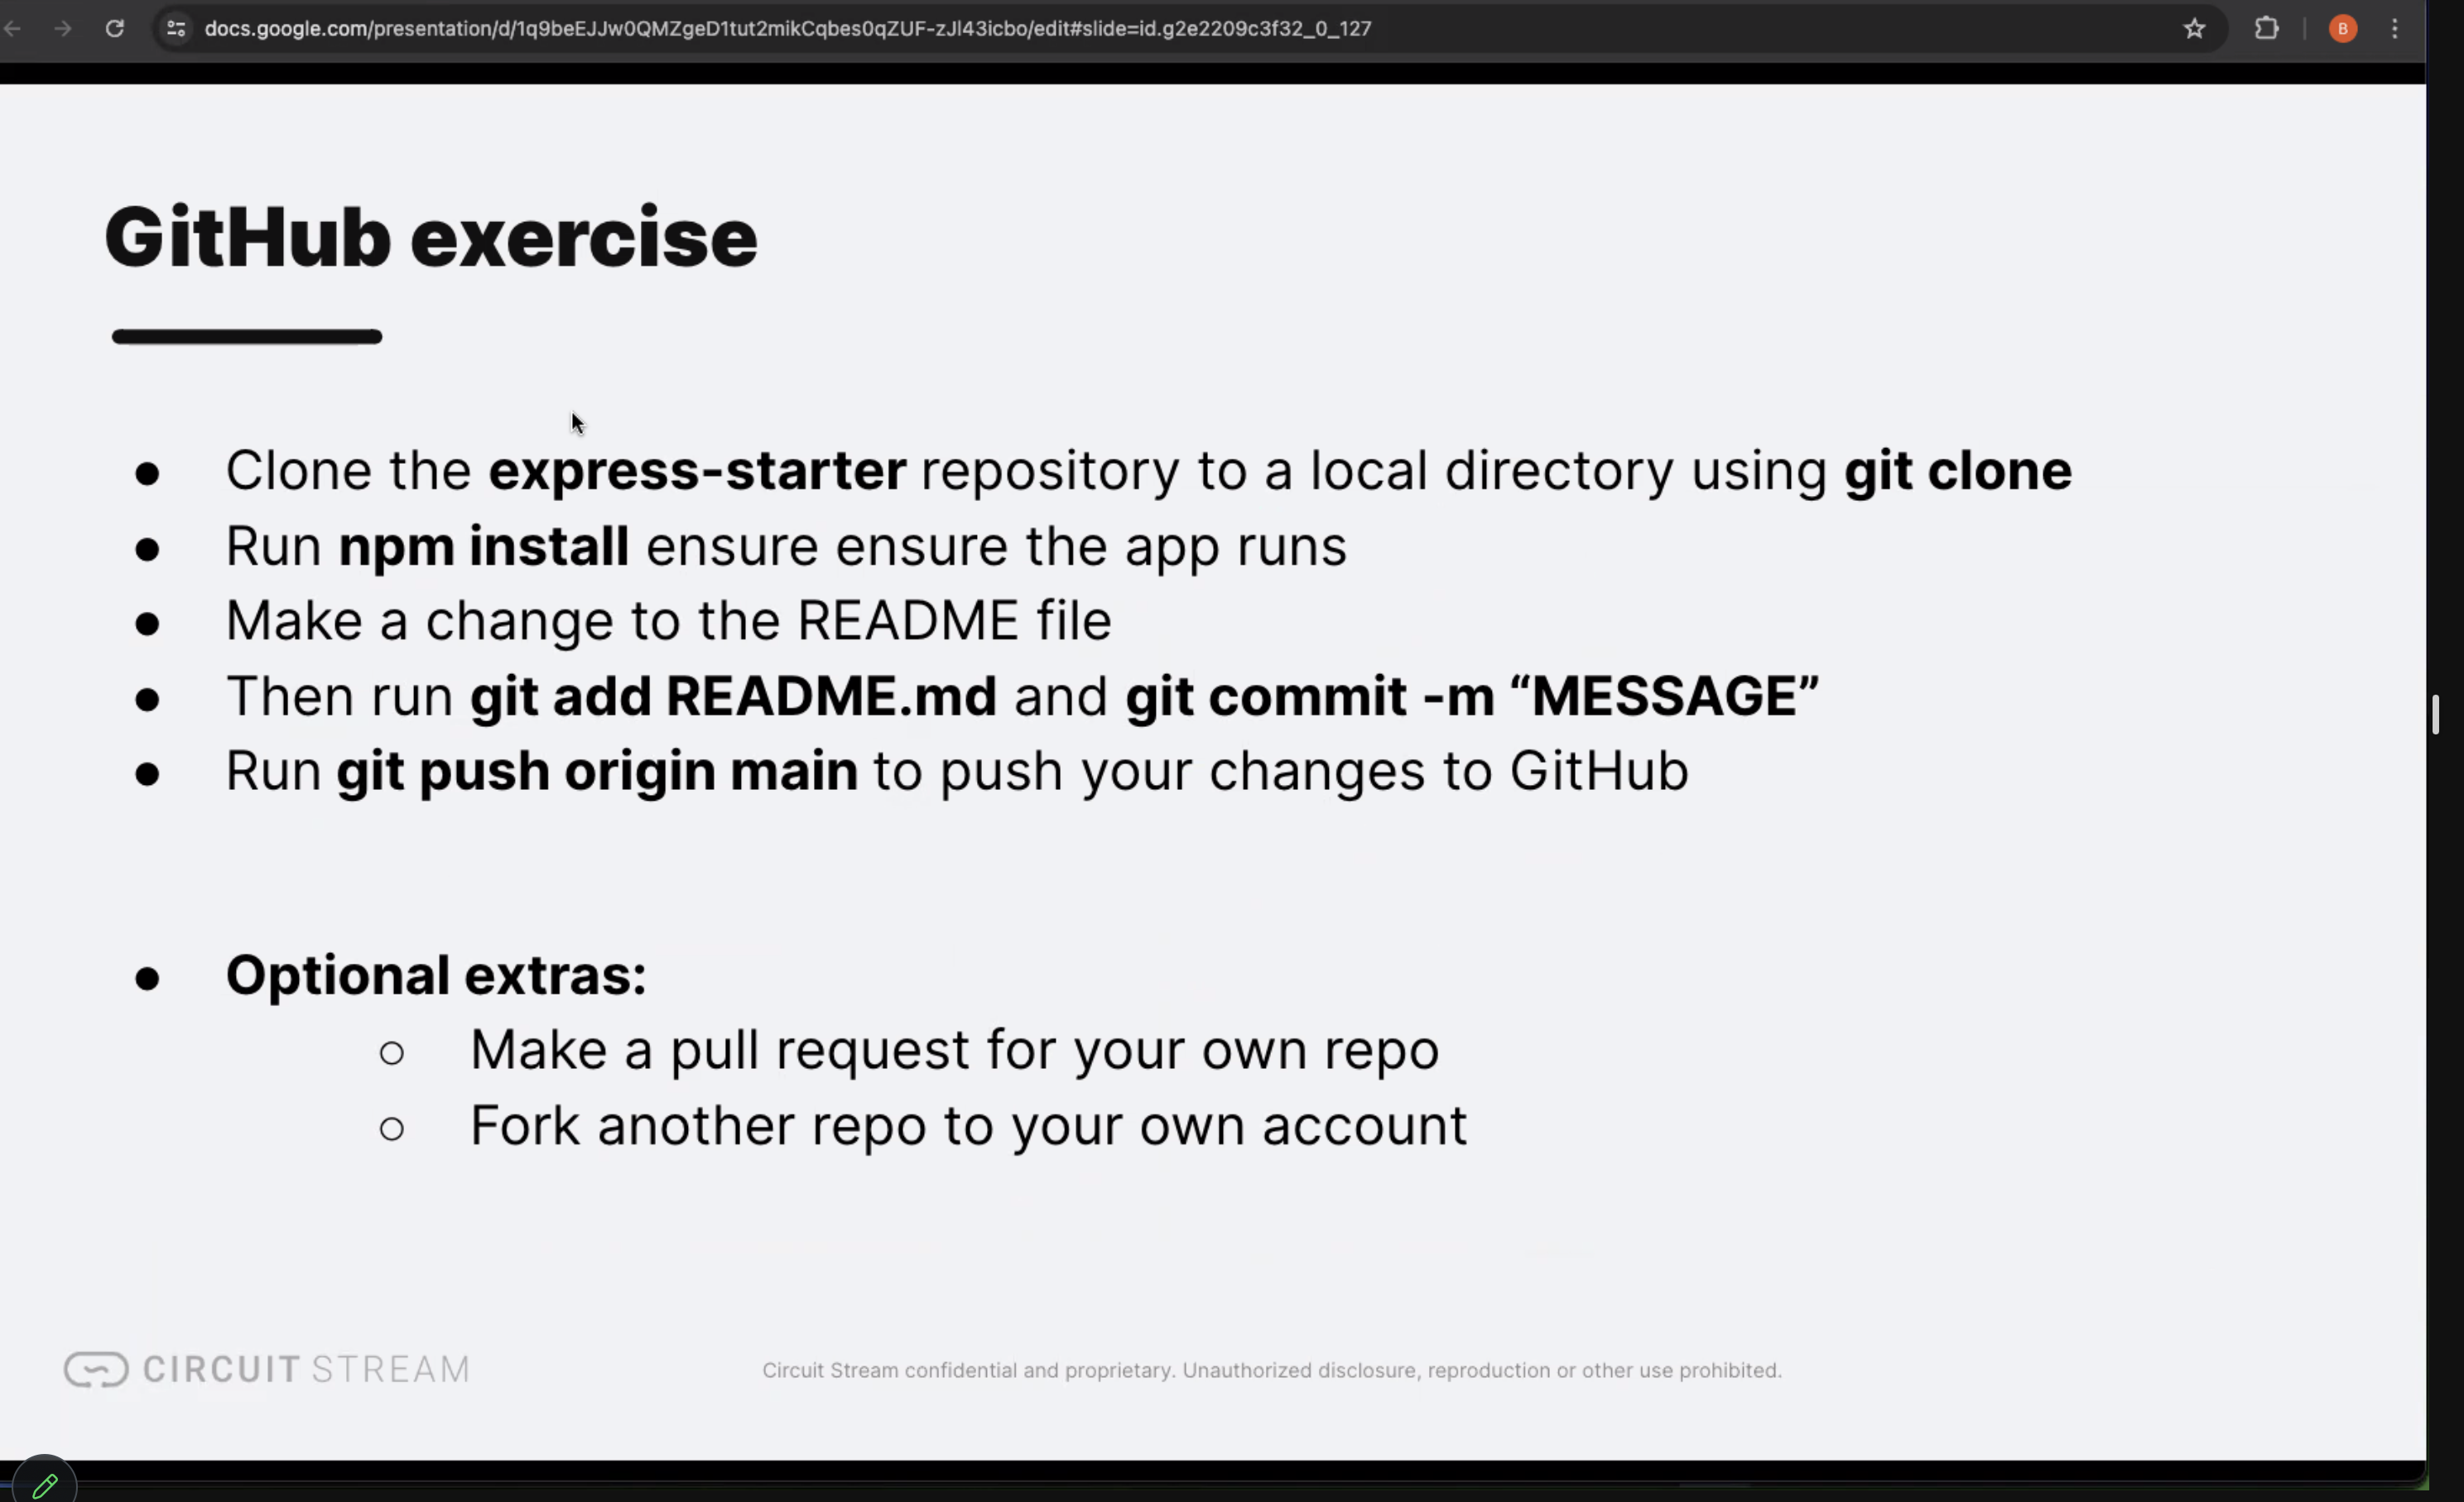 docs.google.com/presentation/d/1q9beEJJw0QMZgeD1tut2mikCqbes0qZUF-zJl43icbo/edit#slide=id.g2e2209c3f32_0_127
B
GitHub exercise
● Clone the express-starter repository to a local directory using git clone
● Run npm install ensure ensure the app runs
● Make a change to the README file
● Then run git add README.md and git commit -m “MESSAGE”
● Run git push origin main to push your changes to GitHub
● Optional extras:
○ Make a pull request for your own repo
○ Fork another repo to your own account
CIRCUIT STREAM
Circuit Stream confidential and proprietary. Unauthorized disclosure, reproduction or other use prohibited.